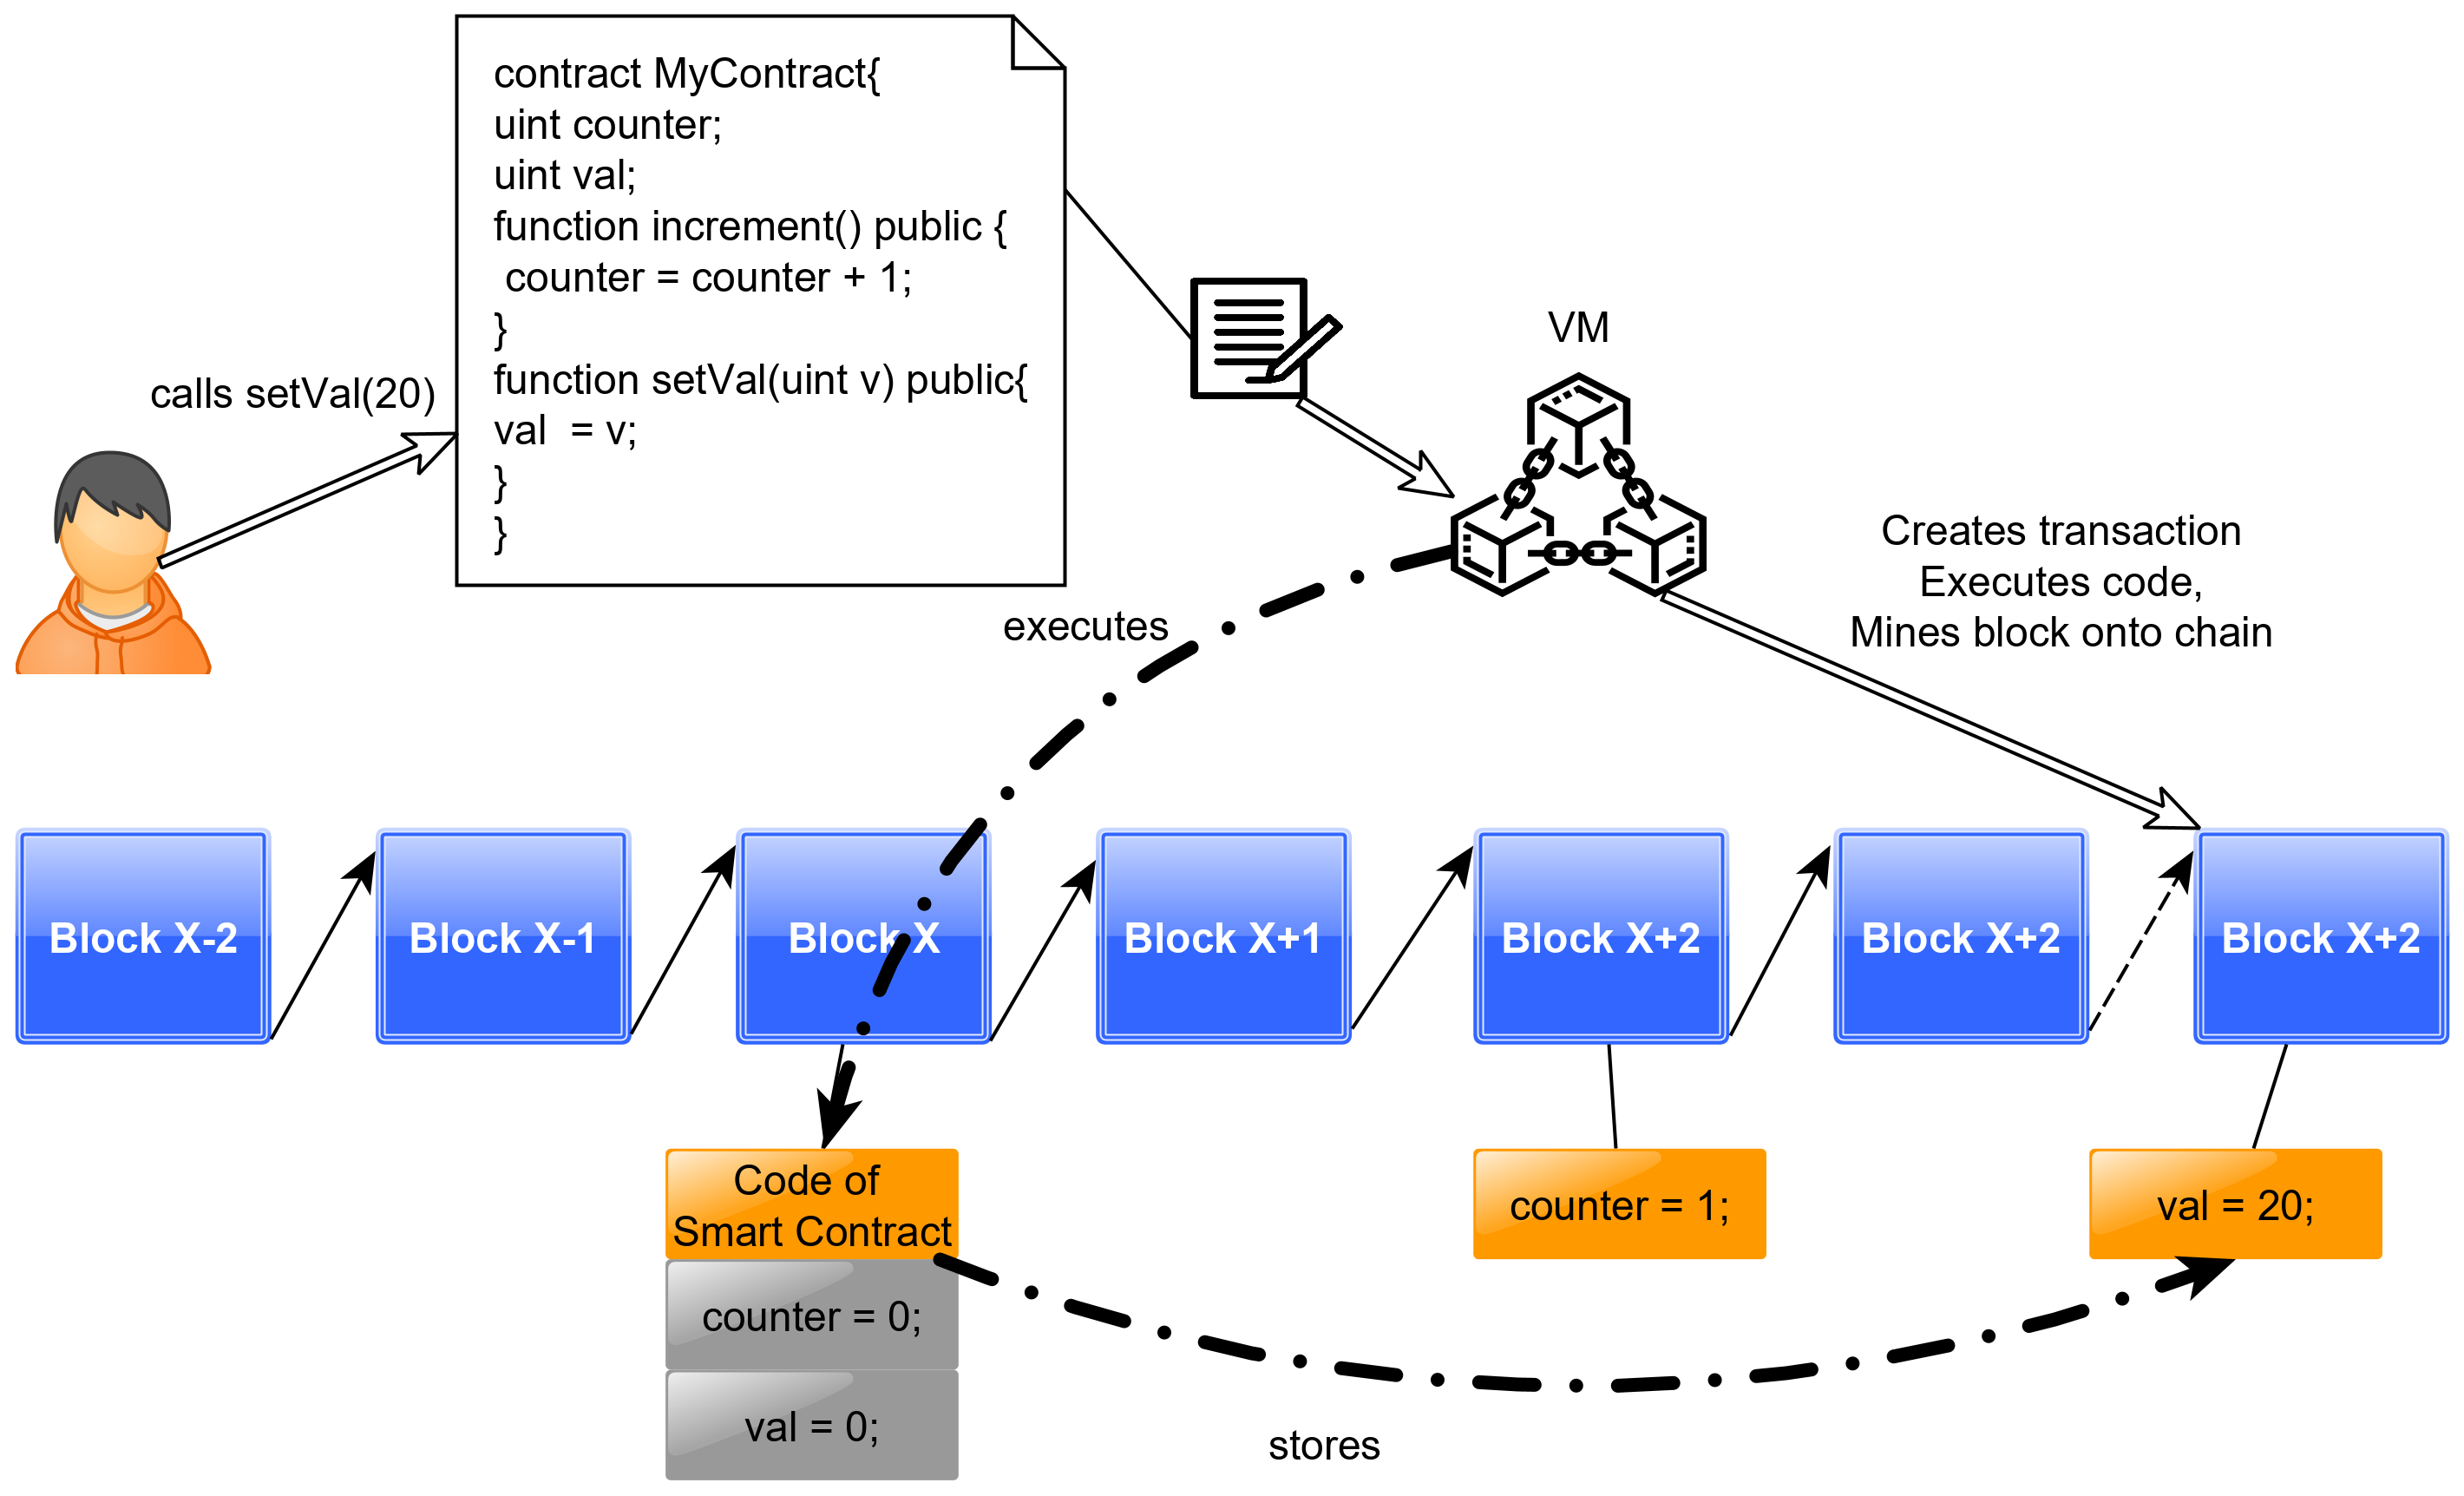 contract MyContract{
uint counter;
uint val;
function increment() public {
counter = counter + 1;
}
function setVal(uint v) public{
val  = v;
}
}
calls setVal(20)
VM
Creates transaction
Executes code,
Mines block onto chain
executes
Block X-2
Block X-1
Block X
Block X+1
Block X+2
Block X+2
Block X+2
Code of
Smart Contract
counter = 0;
val = 0;
counter = 1;
val = 20;
stores